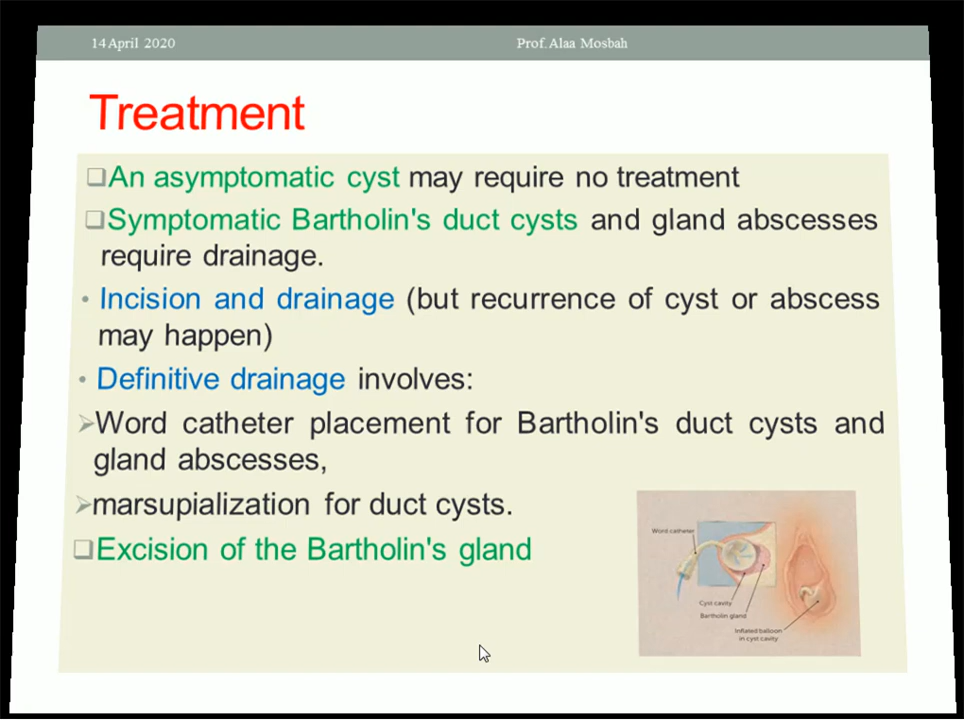 14 April 2020
Prof.Alaa Mosbah
Treatment
An asymptomatic cyst may require no treatment
Symptomatic Bartholin's duct cysts and gland abscesses
require drainage.
• Incision and drainage (but recurrence of cyst or abscess
may happen)
• Definitive drainage involves:
Word catheter placement for Bartholin's duct cysts and
gland abscesses,
marsupialization for duct cysts.
Excision of the Bartholin's gland
Word catheter
Cyst cavity
Bartholin gland
Inflated balloon
in cyst cavity